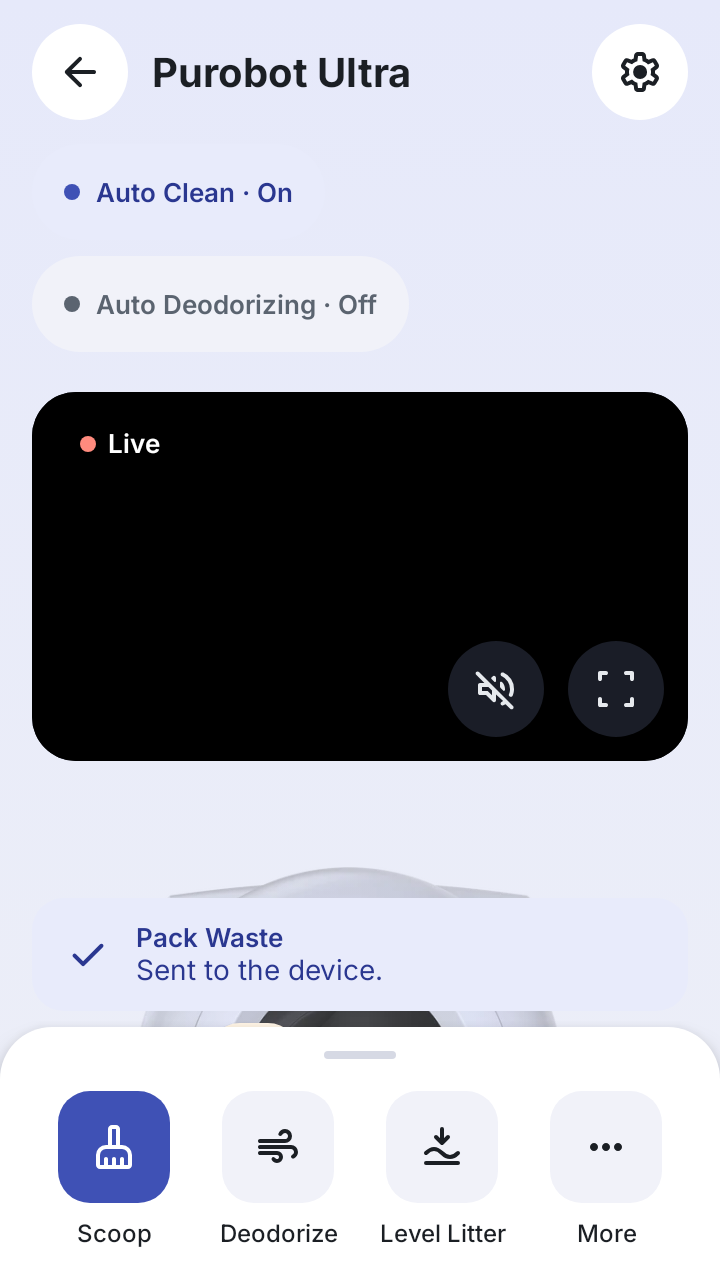 Purobot Ultra
Auto Clean · On
Auto Deodorizing · Off
Live
Pack Waste
Sent to the device.
Scoop
Deodorize
Level Litter
More